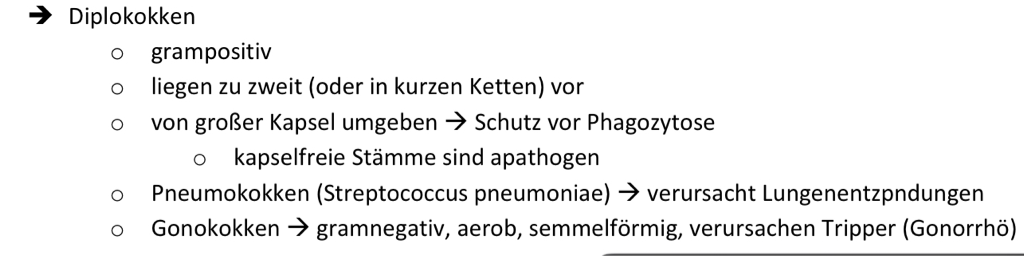 ➔ Diplokokken
o grampositiv
o liegen zu zweit (oder in kurzen Ketten) vor
o von großer Kapsel umgeben → Schutz vor Phagozytose
o kapselfreie Stämme sind apathogen
o Pneumokokken (Streptococcus pneumoniae) → verursacht Lungenentzpndungen
o Gonokokken → gramnegativ, aerob, semmelförmig, verursachen Tripper (Gonorrhö)